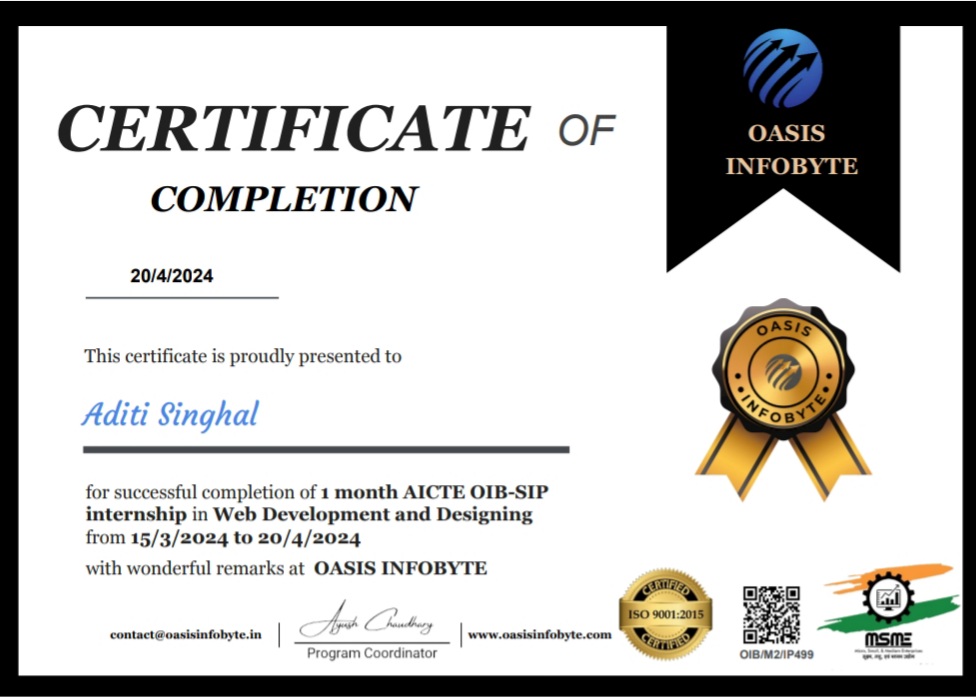 CERTIFICATE OF
COMPLETION
OASIS
INFOBYTE
20/4/2024
This certificate is proudly presented to
Aditi Singhal
OASIS
INFOBYTE
for successful completion of 1 month AICTE OIB-SIP
internship in Web Development and Designing
from 15/3/2024 to 20/4/2024
with wonderful remarks at OASIS INFOBYTE
contact@oasisinfobyte.in
Ayush Chaudhary
Program Coordinator
www.oasisinfobyte.com
CERTIFIED
ISO 9001:2015
CERTIFIED
OIB/M2/IP499
MSME